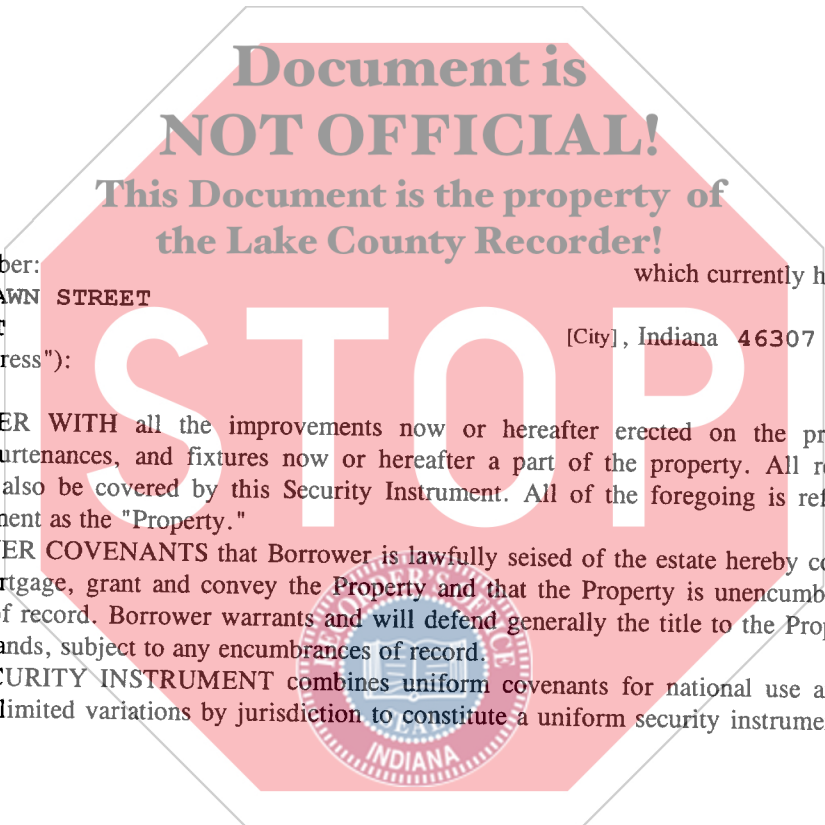 Document is
NOT OFFICIAL!
This Document is the property of
the Lake County Recorder!
ber:
which currently h
AWN STREET
T
[City], Indiana 46307
ress"):
STOP
ER WITH all the improvements now or hereafter erected on the pr
urtenances, and fixtures now or hereafter a part of the property. All r
also be covered by this Security Instrument. All of the foregoing is ref
ment as the "Property."
ER COVENANTS that Borrower is lawfully seised of the estate hereby co
rtgage, grant and convey the Property and that the Property is unencumb
f record. Borrower warrants and will defend generally the title to the Prop
ands, subject to any encumbrances of record.
CURITY INSTRUMENT combines uniform covenants for national use a
limited variations by jurisdiction to constitute a uniform security instrume
RECORDER'S OFFICE
SEAL
INDIANA